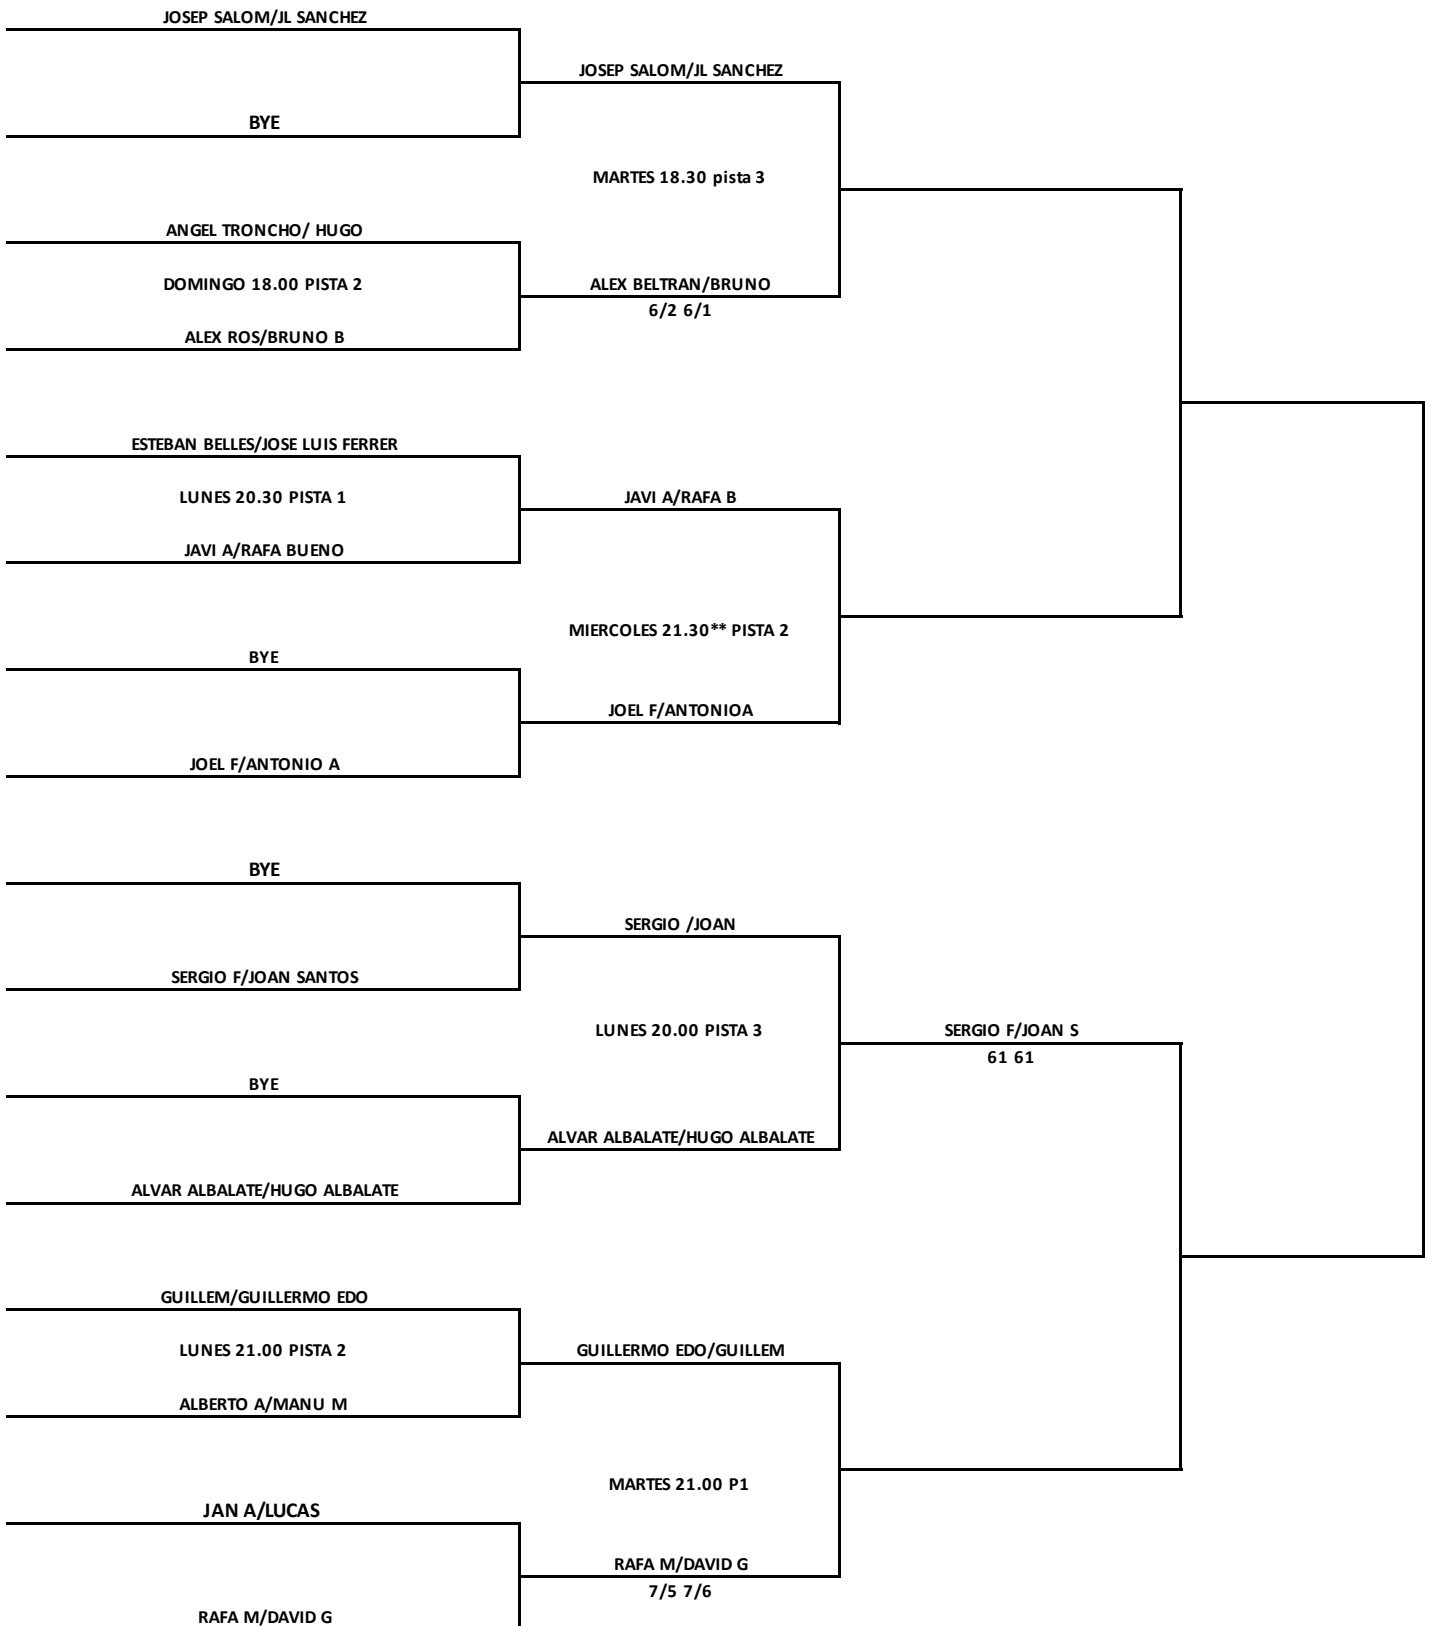 JOSEP SALOM/JL SANCHEZ
JOSEP SALOM/JL SANCHEZ
BYE
MARTES 18.30 pista 3
ANGEL TRONCHO/ HUGO
DOMINGO 18.00 PISTA 2
ALEX BELTRAN/BRUNO
6/2 6/1
ALEX ROS/BRUNO B
ESTEBAN BELLES/JOSE LUIS FERRER
LUNES 20.30 PISTA 1
JAVI A/RAFA B
JAVI A/RAFA BUENO
MIERCOLES 21.30** PISTA 2
BYE
JOEL F/ANTONIOA
JOEL F/ANTONIO A
BYE
SERGIO /JOAN
SERGIO F/JOAN SANTOS
LUNES 20.00 PISTA 3
SERGIO F/JOAN S
61 61
BYE
ALVAR ALBALATE/HUGO ALBALATE
ALVAR ALBALATE/HUGO ALBALATE
GUILLEM/GUILLERMO EDO
LUNES 21.00 PISTA 2
GUILLERMO EDO/GUILLEM
ALBERTO A/MANU M
MARTES 21.00 P1
JAN A/LUCAS
RAFA M/DAVID G
7/5 7/6
RAFA M/DAVID G